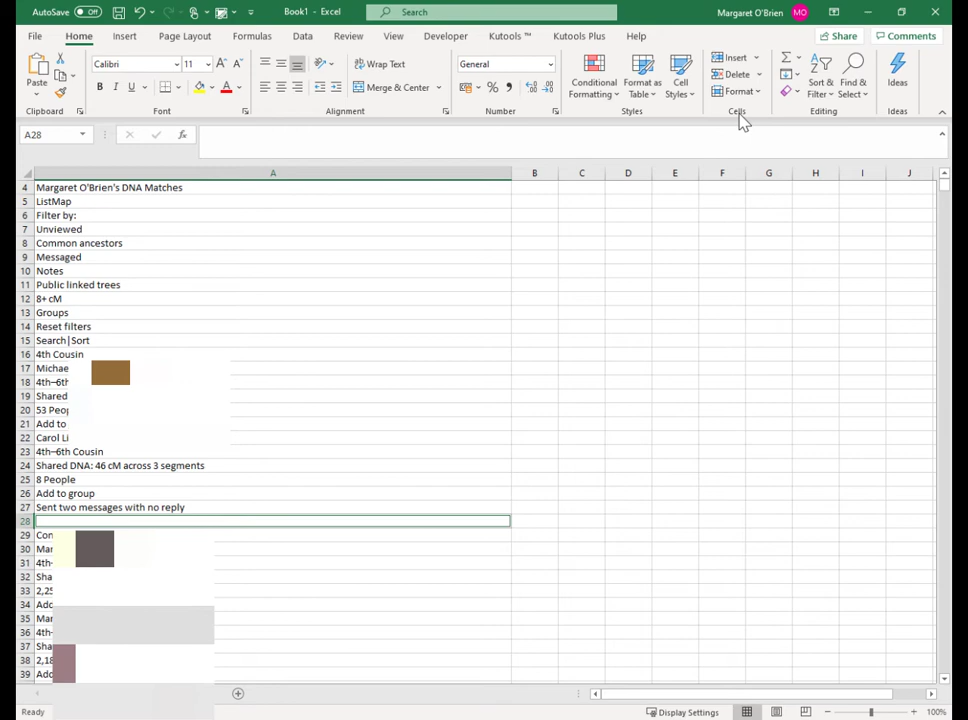 AutoSave Off Book1 - Excel Search Margaret O'Brien MO
File Home Insert Page Layout Formulas Data Review View Developer Kutools ™ Kutools Plus Help Share Comments
Paste Calibri 11 Wrap Text General Conditional Formatting Format as Table Cell Styles Insert Sort & Filter Find & Select Ideas
B I U Merge & Center $ % Delete
Format
Clipboard Font Alignment Number Styles Cells Editing Ideas
A28 fx
A B C D E F G H I J
4 Margaret O'Brien's DNA Matches
5 ListMap
6 Filter by:
7 Unviewed
8 Common ancestors
9 Messaged
10 Notes
11 Public linked trees
12 8+ cM
13 Groups
14 Reset filters
15 Search|Sort
16 4th Cousin
17 Michae
18 4th–6th
19 Shared
20 53 Peop
21 Add to
22 Carol Li
23 4th–6th Cousin
24 Shared DNA: 46 cM across 3 segments
25 8 People
26 Add to group
27 Sent two messages with no reply
28
29 Con
30 Mar
31 4th-
32 Sha
33 2,25
34 Add
35 Mar
36 4th-
37 Sha
38 2,18
39 Add
Ready Display Settings 100%